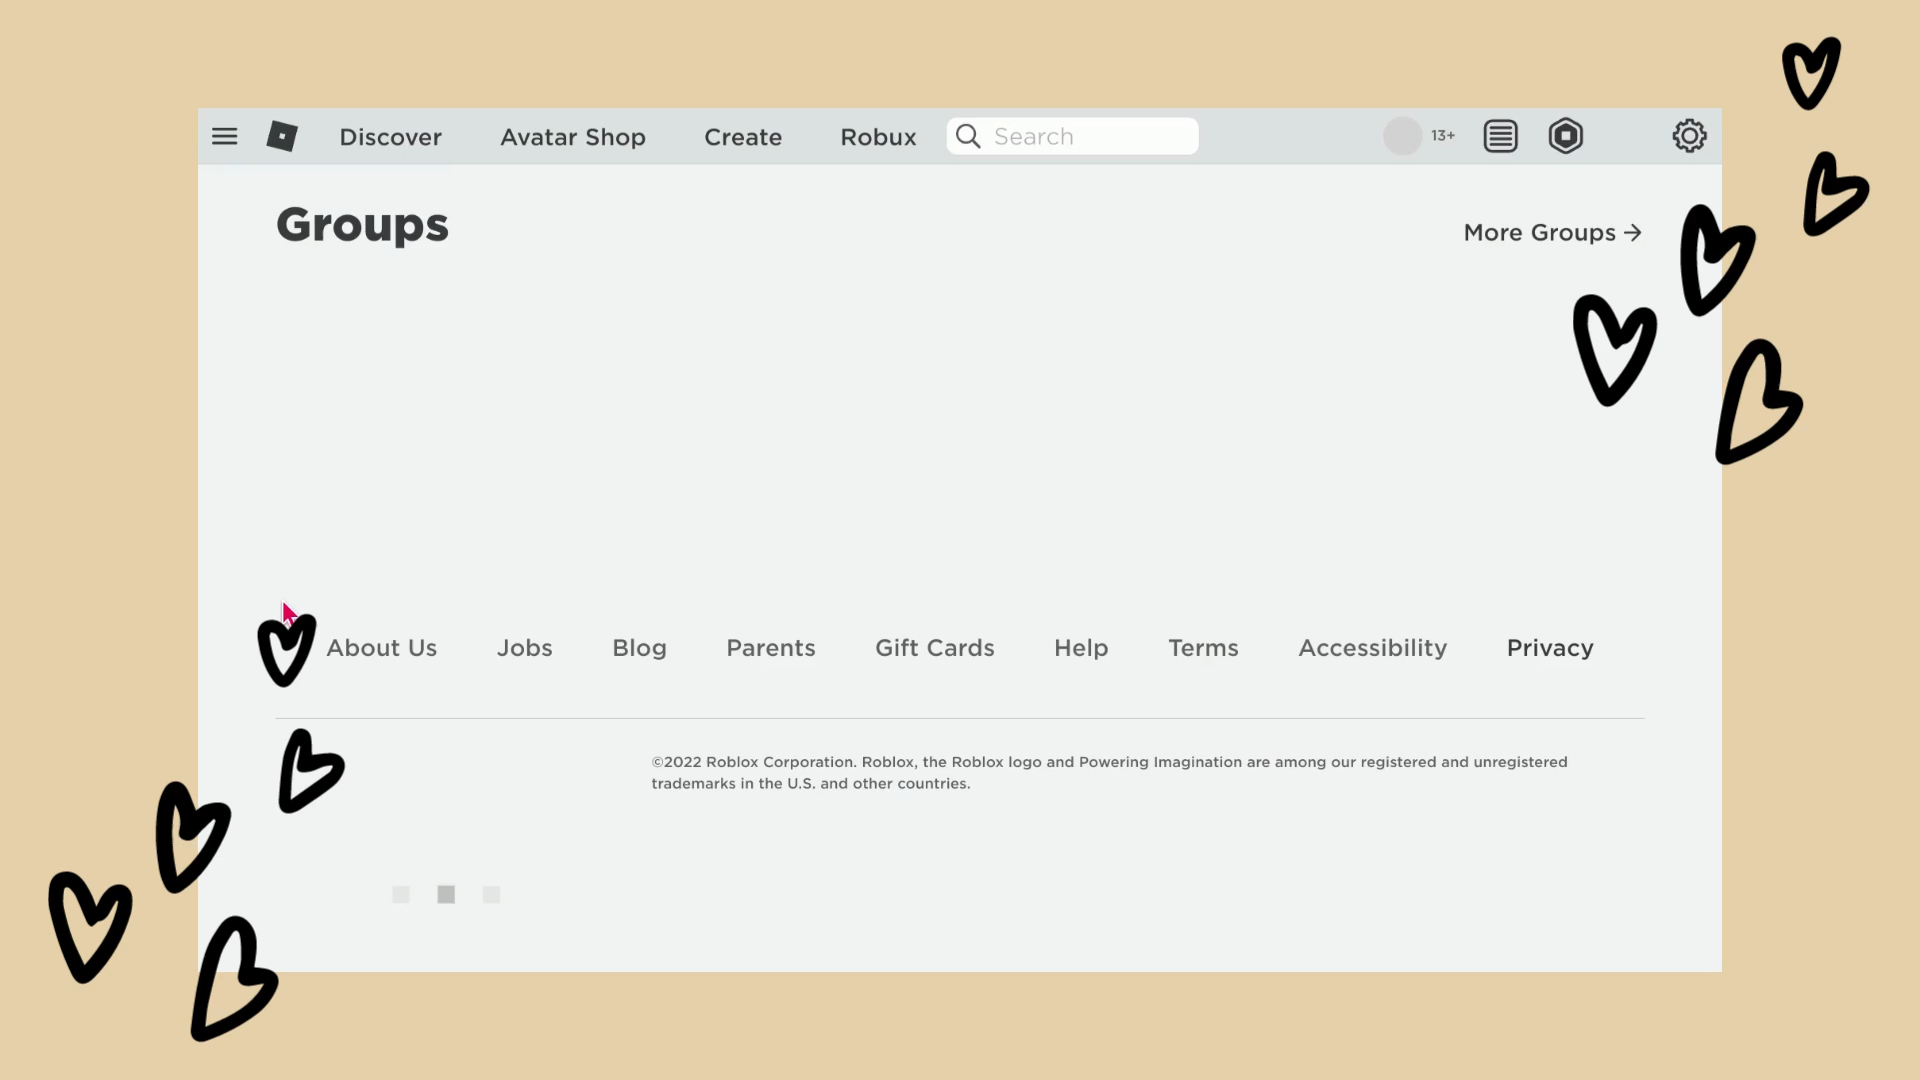 Discover Avatar Shop Create Robux Search 13+
Groups
More Groups
About Us Jobs Blog Parents Gift Cards Help Terms Accessibility Privacy
©2022 Roblox Corporation. Roblox, the Roblox logo and Powering Imagination are among our registered and unregistered
trademarks in the U.S. and other countries.